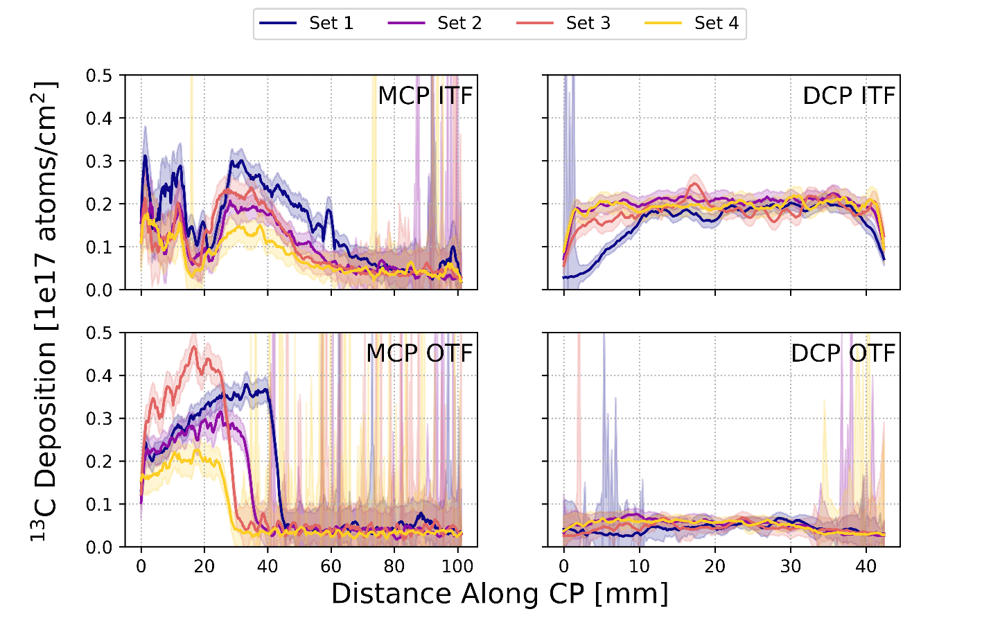 Set 1 Set 2 Set 3 Set 4
¹³C Deposition [1e17 atoms/cm²]
MCP ITF
0.5
0.4
0.3
0.2
0.1
0.0
DCP ITF
MCP OTF
0.5
0.4
0.3
0.2
0.1
0.0
0 20 40 60 80 100
DCP OTF
0 10 20 30 40
Distance Along CP [mm]